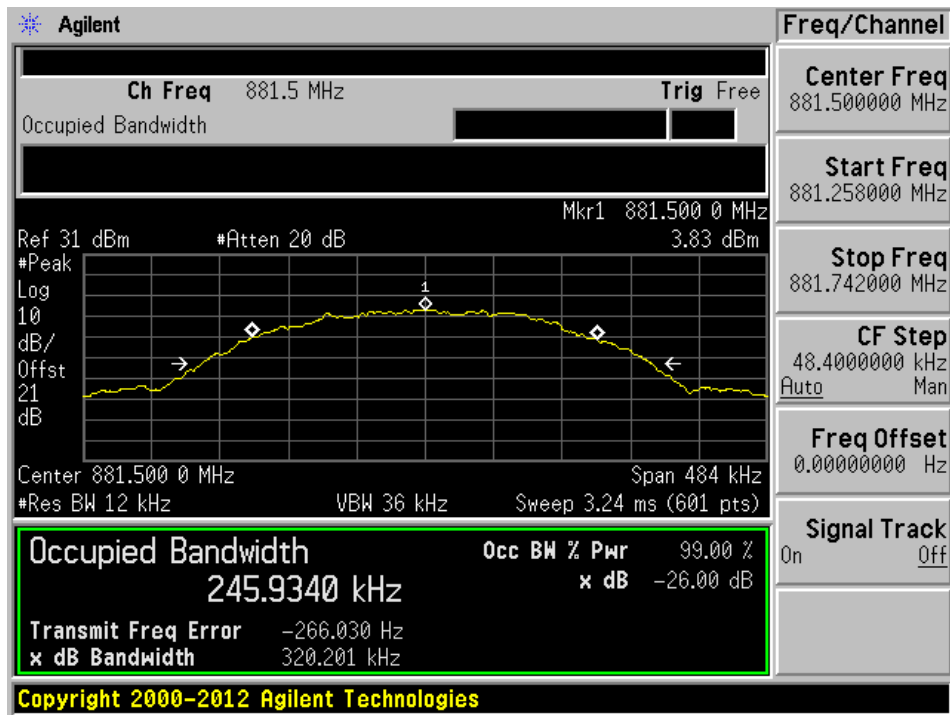 Agilent
Freq/Channel
Ch Freq 881.5 MHz Trig Free
Occupied Bandwidth
Center Freq
881.500000 MHz
Start Freq
881.258000 MHz
Stop Freq
881.742000 MHz
CF Step
48.4000000 kHz
Auto Man
Freq Offset
0.00000000 Hz
Signal Track
On Off
Mkr1 881.500 0 MHz
Ref 31 dBm #Atten 20 dB 3.83 dBm
#Peak
Log
10
dB/
Offst
21
dB
1
Center 881.500 0 MHz Span 484 kHz
#Res BW 12 kHz VBW 36 kHz Sweep 3.24 ms (601 pts)
Occupied Bandwidth
245.9340 kHz
Occ BW % Pwr 99.00 %
x dB -26.00 dB
Transmit Freq Error -266.030 Hz
x dB Bandwidth 320.201 kHz
Copyright 2000-2012 Agilent Technologies